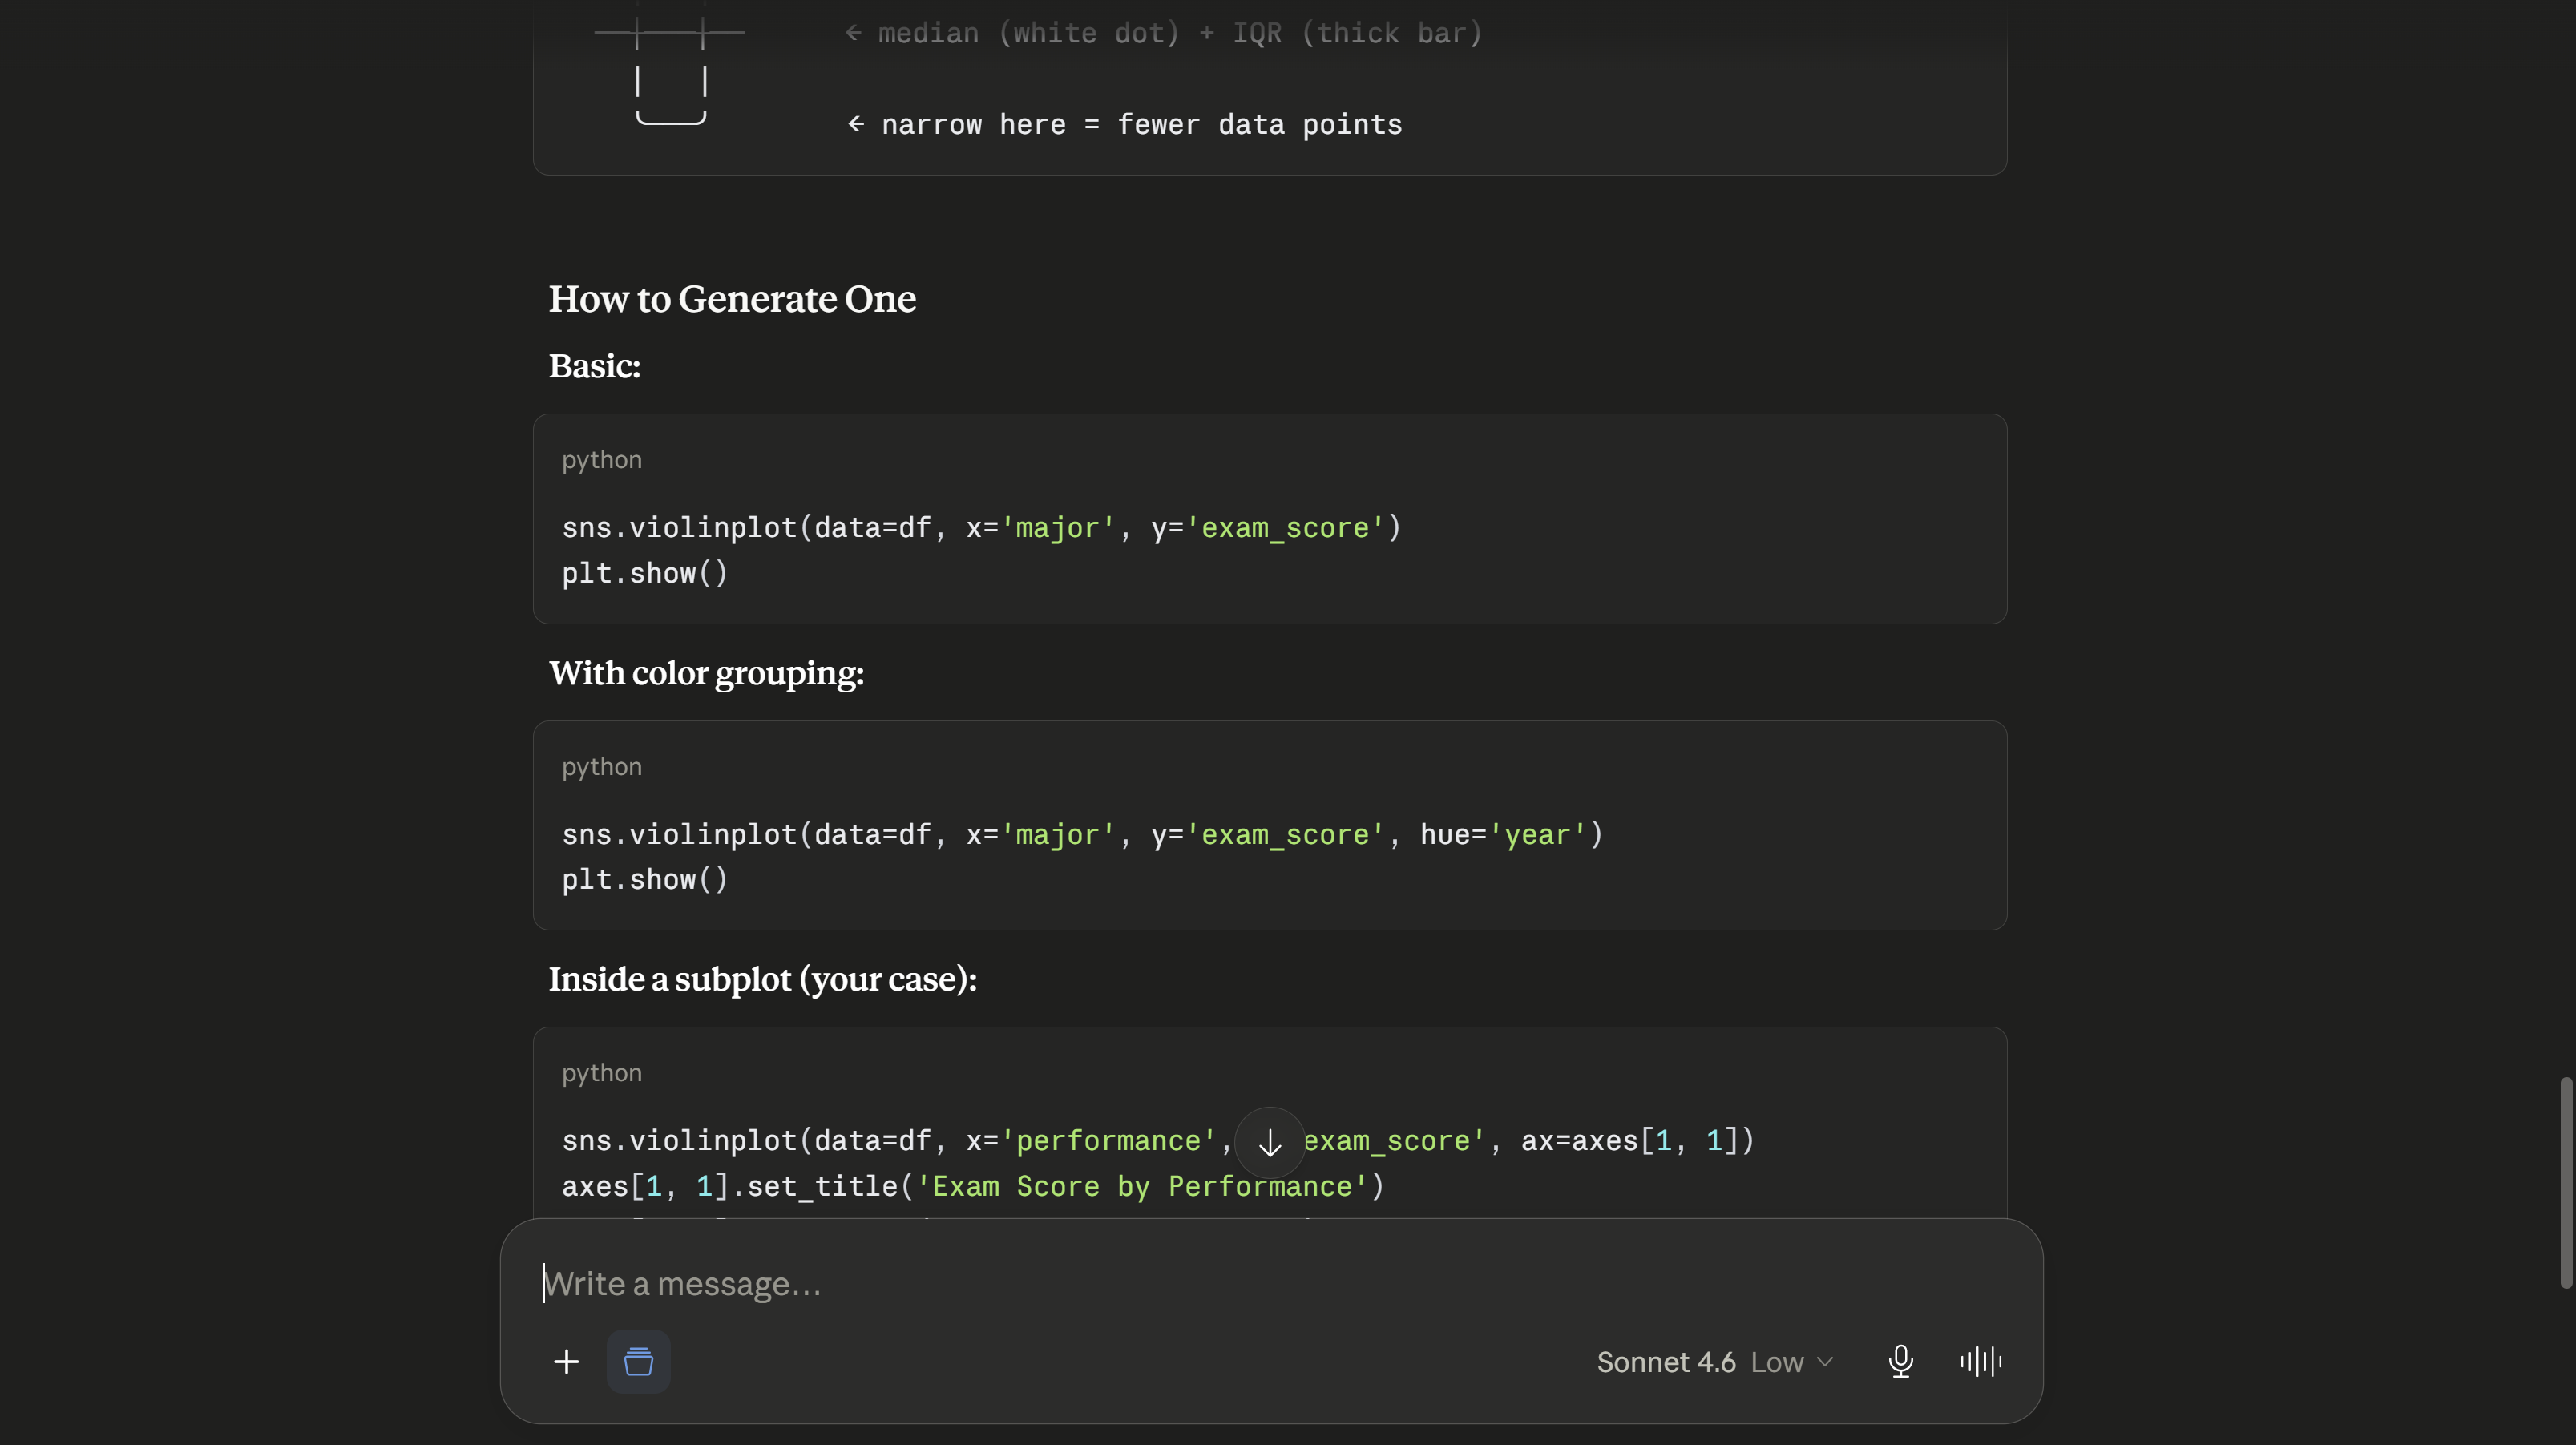 ← median (white dot) + IQR (thick bar)
← narrow here = fewer data points
How to Generate One
Basic:
python
sns.violinplot(data=df, x='major', y='exam_score')
plt.show()
With color grouping:
python
sns.violinplot(data=df, x='major', y='exam_score', hue='year')
plt.show()
Inside a subplot (your case):
python
sns.violinplot(data=df, x='performance', exam_score', ax=axes[1, 1])
axes[1, 1].set_title('Exam Score by Performance')
Write a message...
Sonnet 4.6 Low